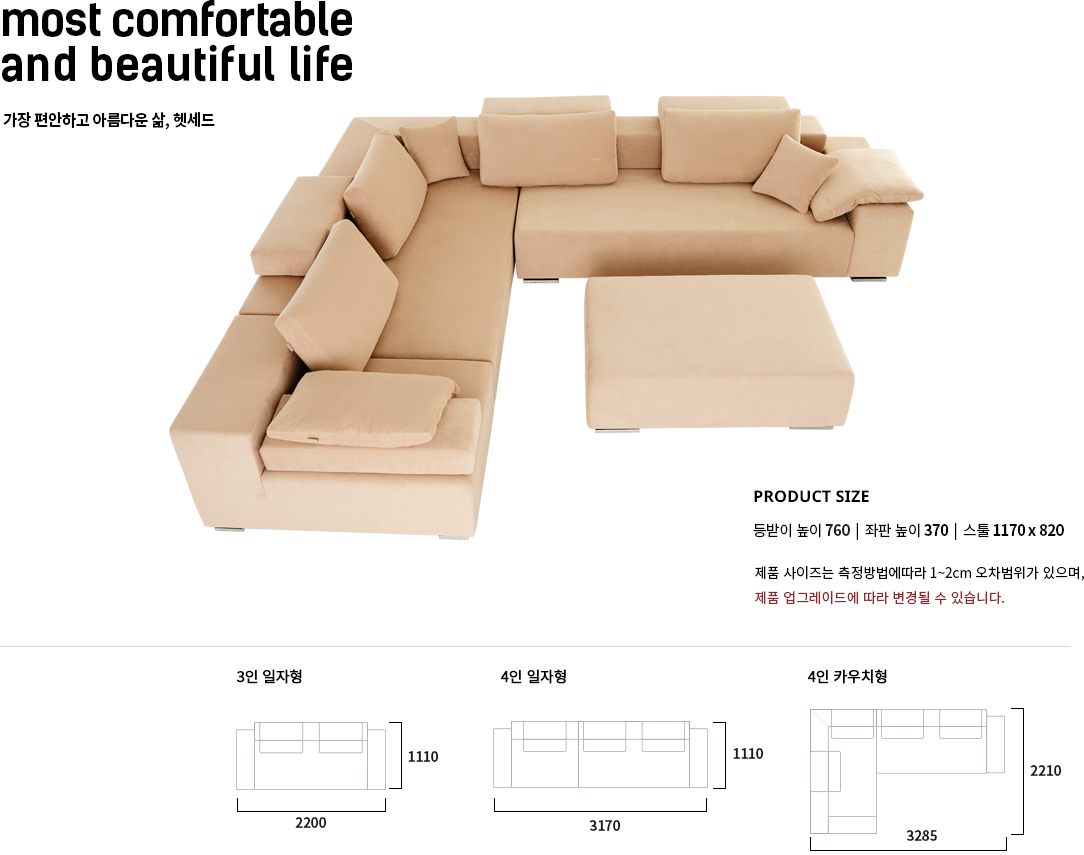 most comfortable
and beautiful life
가장 편안하고 아름다운 삶, 헷세드
PRODUCT SIZE
등받이 높이 760 | 좌판 높이 370 | 스툴 1170 x 820
제품 사이즈는 측정방법에따라 1~2cm 오차범위가 있으며,
제품 업그레이드에 따라 변경될 수 있습니다.
3인 일자형
4인 일자형
4인 카우치형
1110
2200
1110
3170
2210
3285